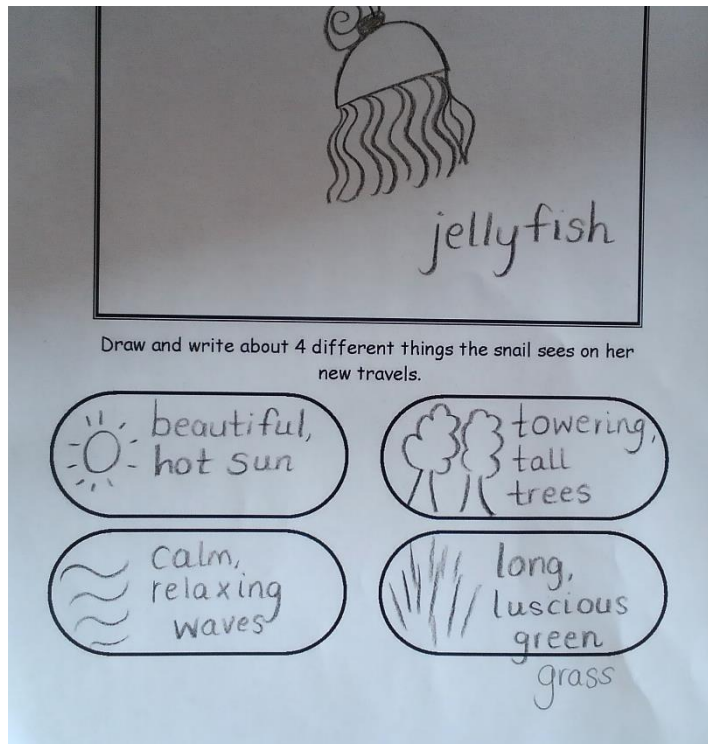 jellyfish
Draw and write about 4 different things the snail sees on her
new travels.
beautiful,
hot sun
towering,
tall
trees
calm,
relaxing
waves
long,
luscious
green
grass